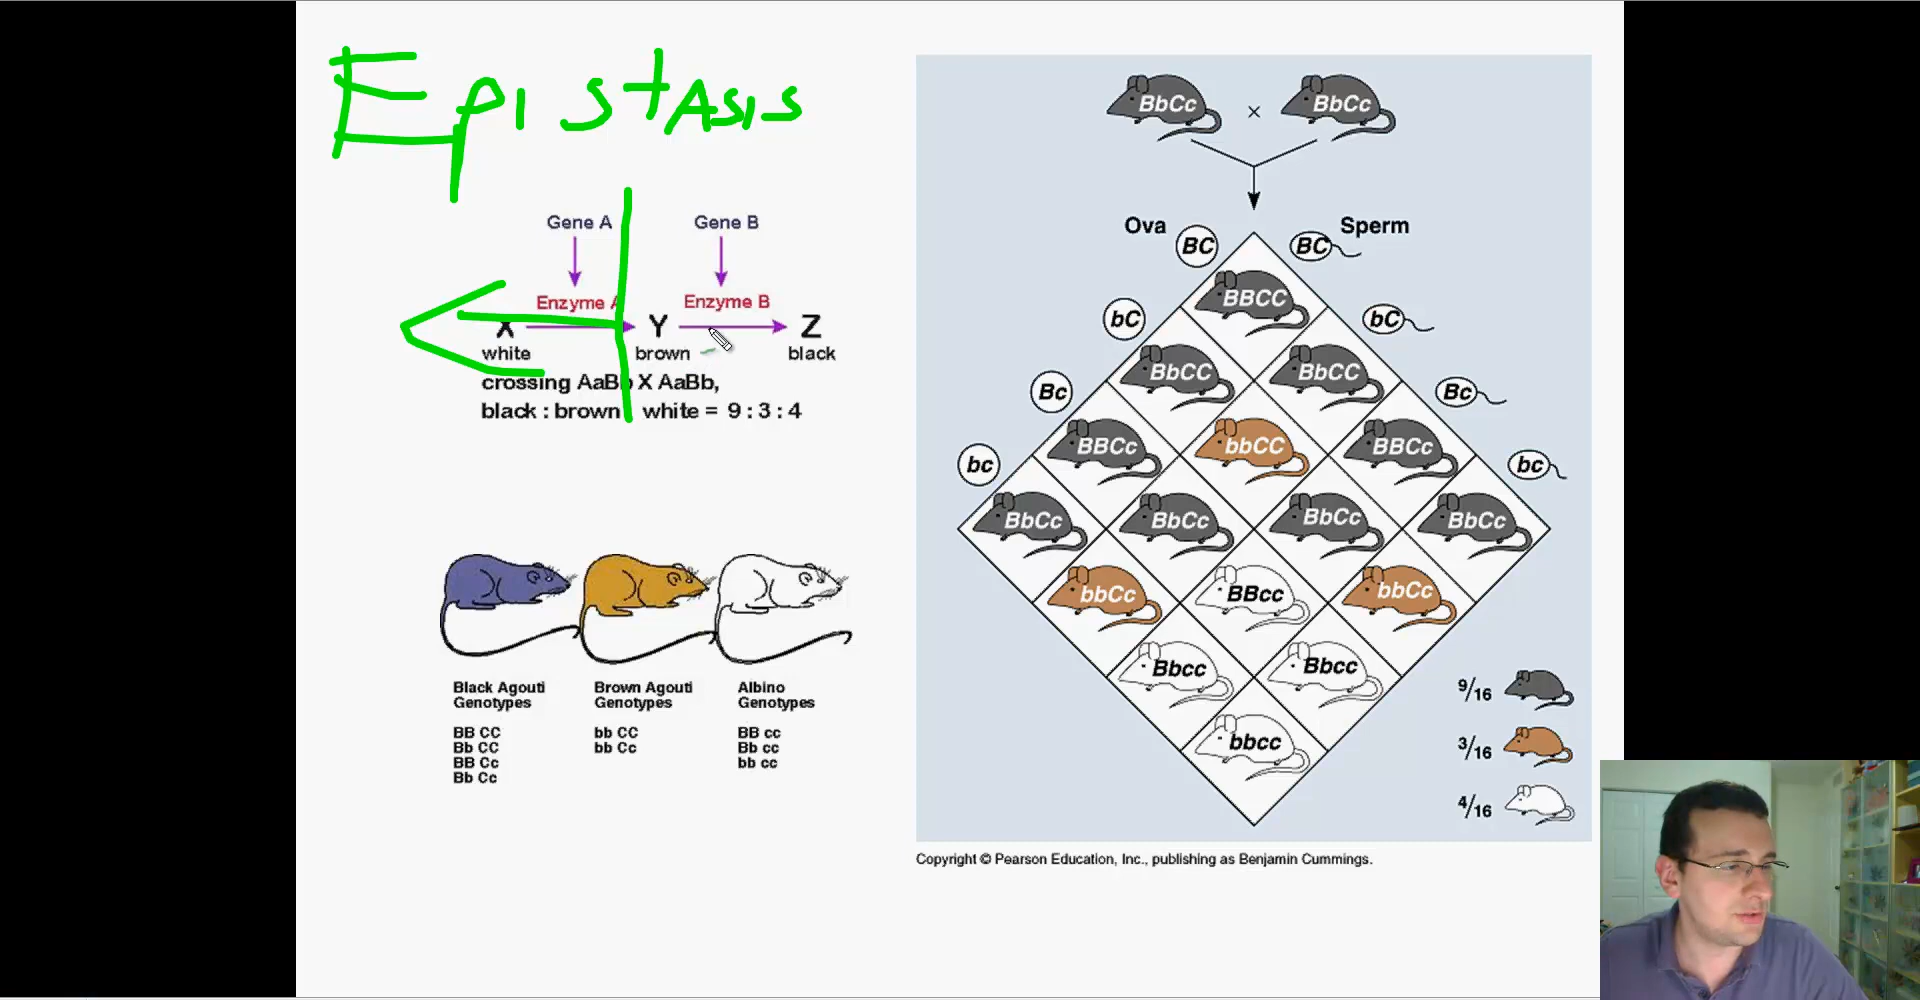 EpistAsis
Gene A
Gene B
Enzyme A
Enzyme B
X
Y
Z
white
brown
black
crossing AaBb X AaBb,
black : brown : white = 9 : 3 : 4
Black Agouti
Genotypes
BB CC
Bb CC
BB Cc
Bb Cc
Brown Agouti
Genotypes
bb CC
bb Cc
Albino
Genotypes
BB cc
Bb cc
bb cc
BbCc × BbCc
Ova
Sperm
BC
BC
BBCC
bC
bC
BbCC
BbCC
Bc
Bc
BBCc
bbCC
BBCc
bc
bc
BbCc
BbCc
BbCc
BbCc
bbCc
BBcc
bbCc
Bbcc
Bbcc
bbcc
9/16
3/16
4/16
Copyright © Pearson Education, Inc., publishing as Benjamin Cummings.